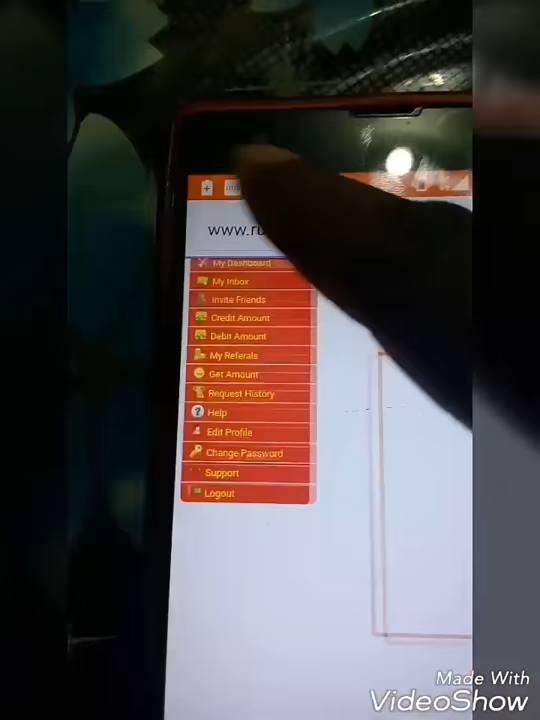 www.ru
My Dashboard
My Inbox
Invite Friends
Credit Amount
Debit Amount
My Referals
Get Amount
Request History
Help
Edit Profile
Change Password
Support
Logout
Made With
VideoShow